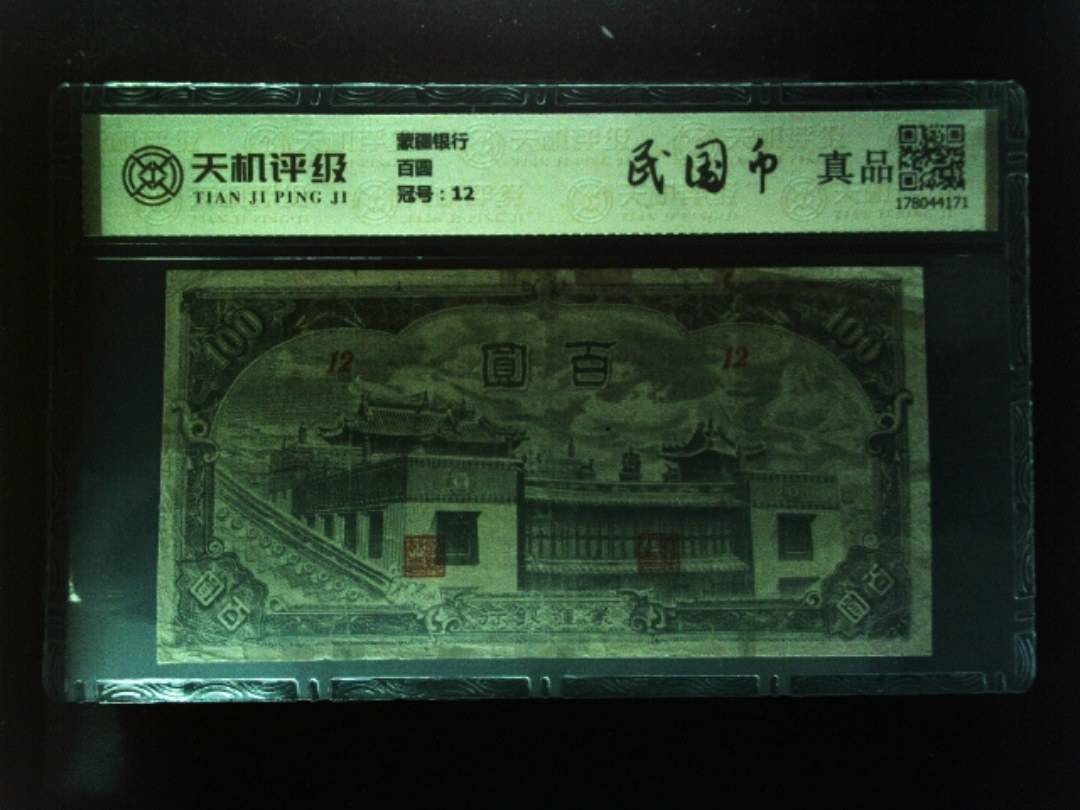 天机评级
TIAN JI PING JI
蒙疆银行
百圆
冠号：12
民国币
真品
178044171
100
100
12
圓百
12
圓百
百圓